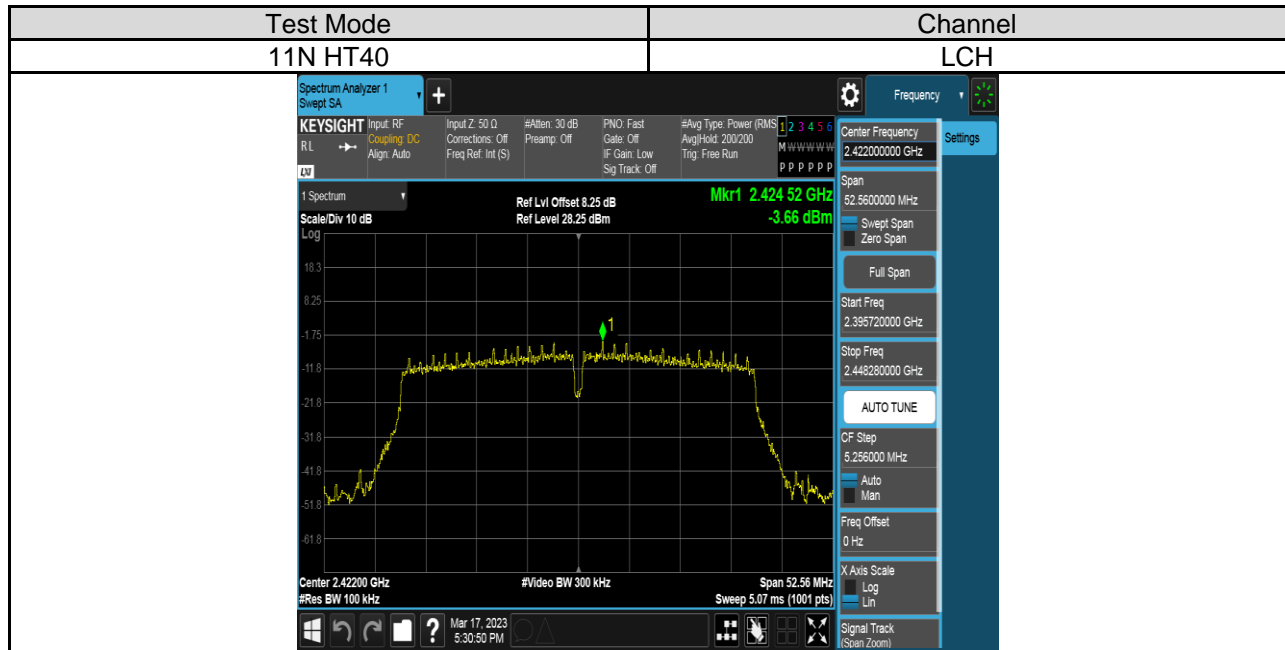 Test Mode
Channel
11N HT40
LCH
Spectrum Analyzer 1
Swept SA
Frequency
KEYSIGHT
RL
LXI
Input: RF
Coupling: DC
Align: Auto
Input Z: 50 Ω
Corrections: Off
Freq Ref: Int (S)
#Atten: 30 dB
Preamp: Off
PNO: Fast
Gate: Off
IF Gain: Low
Sig Track: Off
#Avg Type: Power (RMS
Avg|Hold: 200/200
Trig: Free Run
1 2 3 4 5 6
M W W W W W
P P P P P P
1 Spectrum
Scale/Div 10 dB
Log
Ref Lvl Offset 8.25 dB
Ref Level 28.25 dBm
Mkr1 2.424 52 GHz
-3.66 dBm
18.3
8.25
-1.75
-11.8
-21.8
-31.8
-41.8
-51.8
-61.8
1
Center 2.42200 GHz
#Res BW 100 kHz
#Video BW 300 kHz
Span 52.56 MHz
Sweep 5.07 ms (1001 pts)
Center Frequency
2.422000000 GHz
Settings
Span
52.5600000 MHz
Swept Span
Zero Span
Full Span
Start Freq
2.395720000 GHz
Stop Freq
2.448280000 GHz
AUTO TUNE
CF Step
5.256000 MHz
Auto
Man
Freq Offset
0 Hz
X Axis Scale
Log
Lin
Signal Track
(Span Zoom)
?
Mar 17, 2023
5:30:50 PM